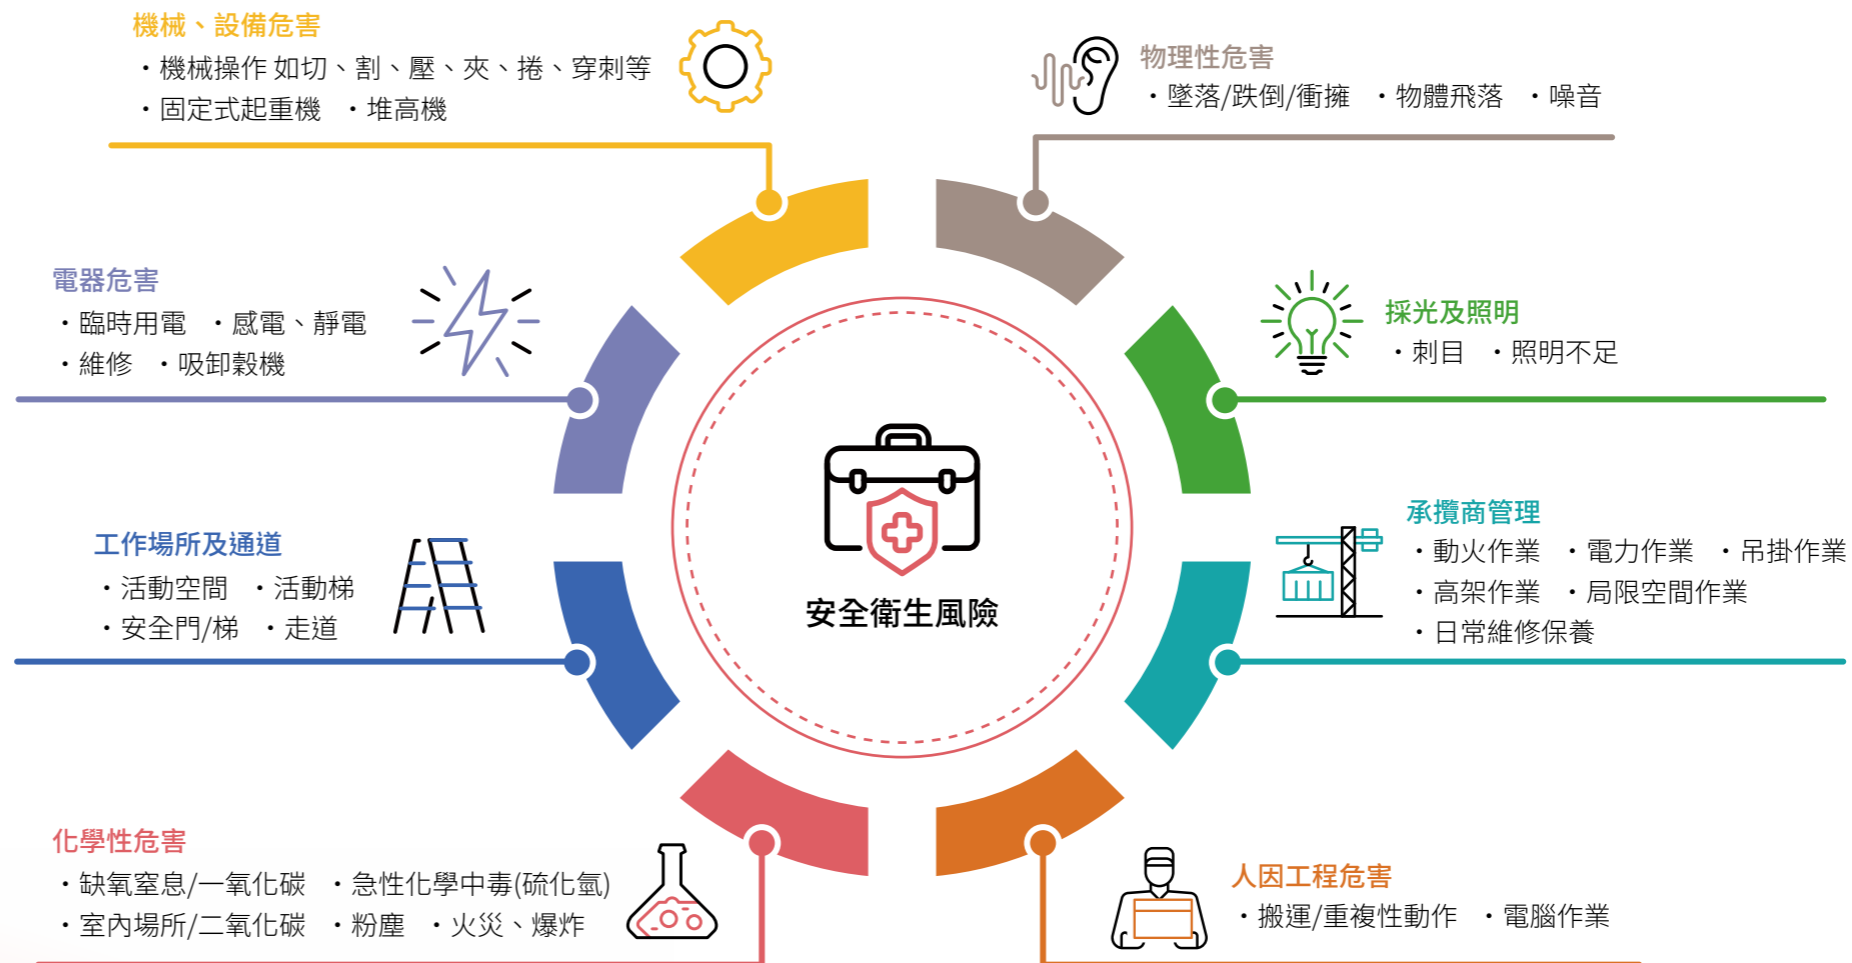 機械、設備危害
・機械操作 如切、割、壓、夾、捲、穿刺等
・固定式起重機 ・堆高機
物理性危害
・墜落/跌倒/衝擁 ・物體飛落 ・噪音
電器危害
・臨時用電 ・感電、靜電
・維修 ・吸卸穀機
採光及照明
・刺目 ・照明不足
工作場所及通道
・活動空間 ・活動梯
・安全門/梯 ・走道
安全衛生風險
承攬商管理
・動火作業 ・電力作業 ・吊掛作業
・高架作業 ・局限空間作業
・日常維修保養
化學性危害
・缺氧窒息/一氧化碳 ・急性化學中毒(硫化氫)
・室內場所/二氧化碳 ・粉塵 ・火災、爆炸
人因工程危害
・搬運/重複性動作 ・電腦作業